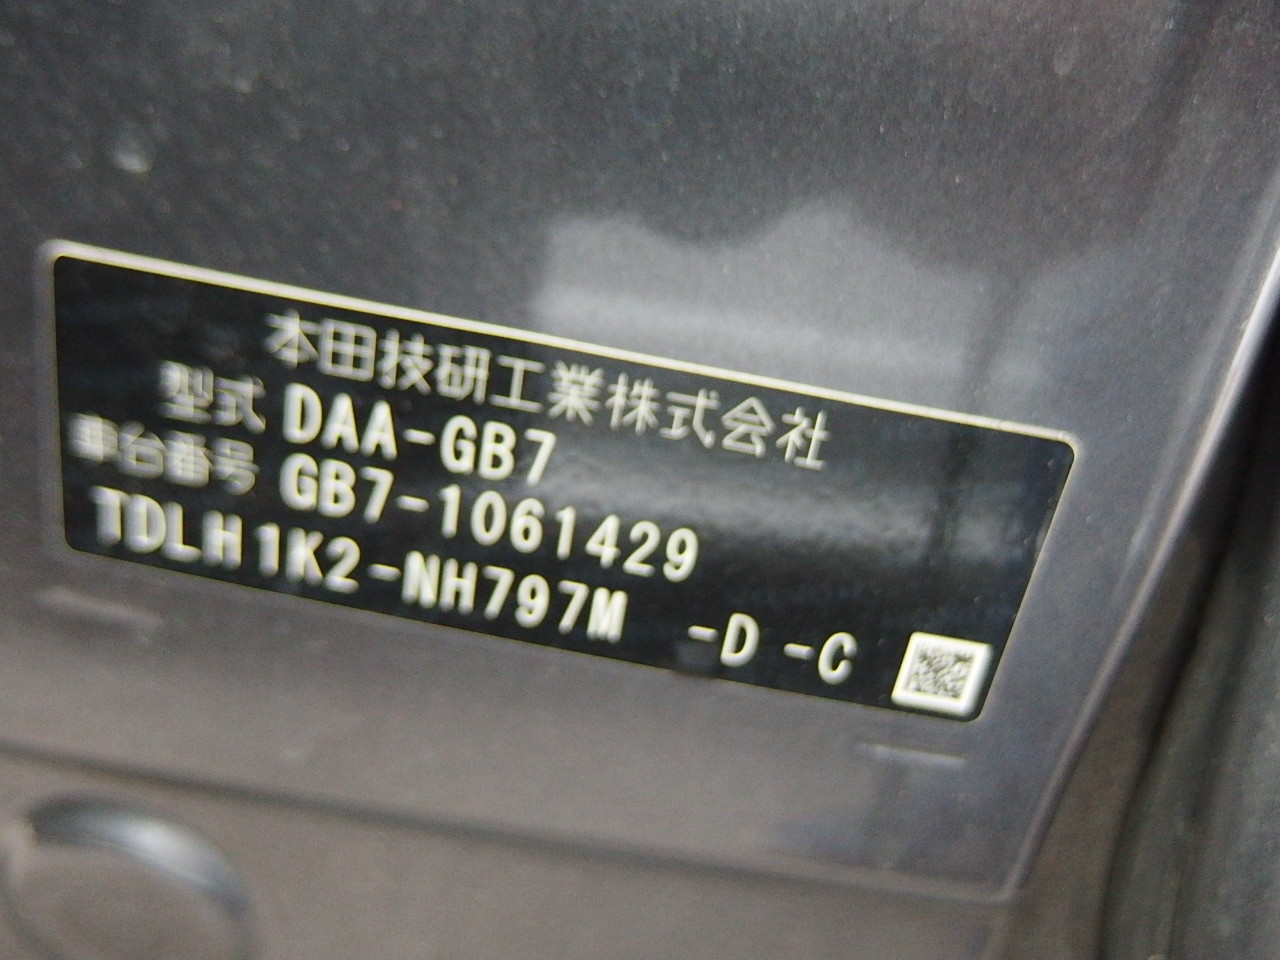 本田技研工業株式会社
型式 DAA-GB7
車台番号 GB7-1061429
TDLH1K2-NH797M -D -C